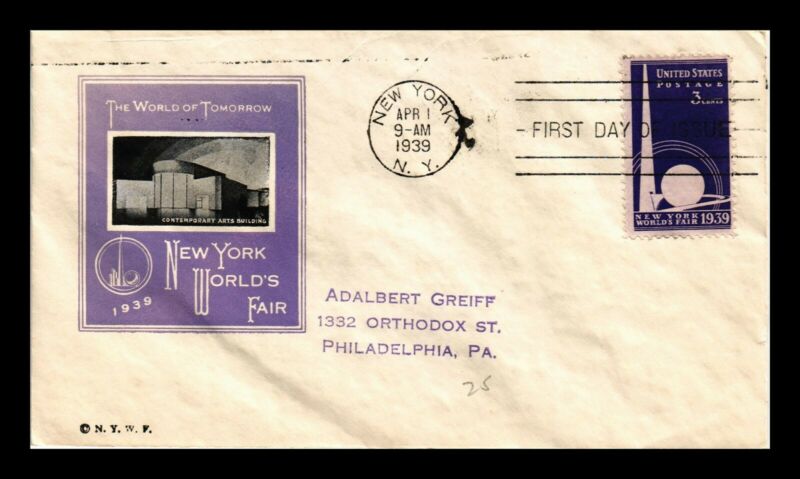 THE WORLD OF TOMORROW
CONTEMPORARY ARTS BUILDING
NEW YORK
WORLD'S
FAIR
1939
© N. Y. W. F.
NEW YORK
APR 1
9-AM
1939
N. Y.
FIRST DAY OF ISSUE
UNITED STATES
POSTAGE
3 CENTS
NEW YORK
WORLD'S FAIR 1939
ADALBERT GREIFF
1332 ORTHODOX ST.
PHILADELPHIA, PA.
25